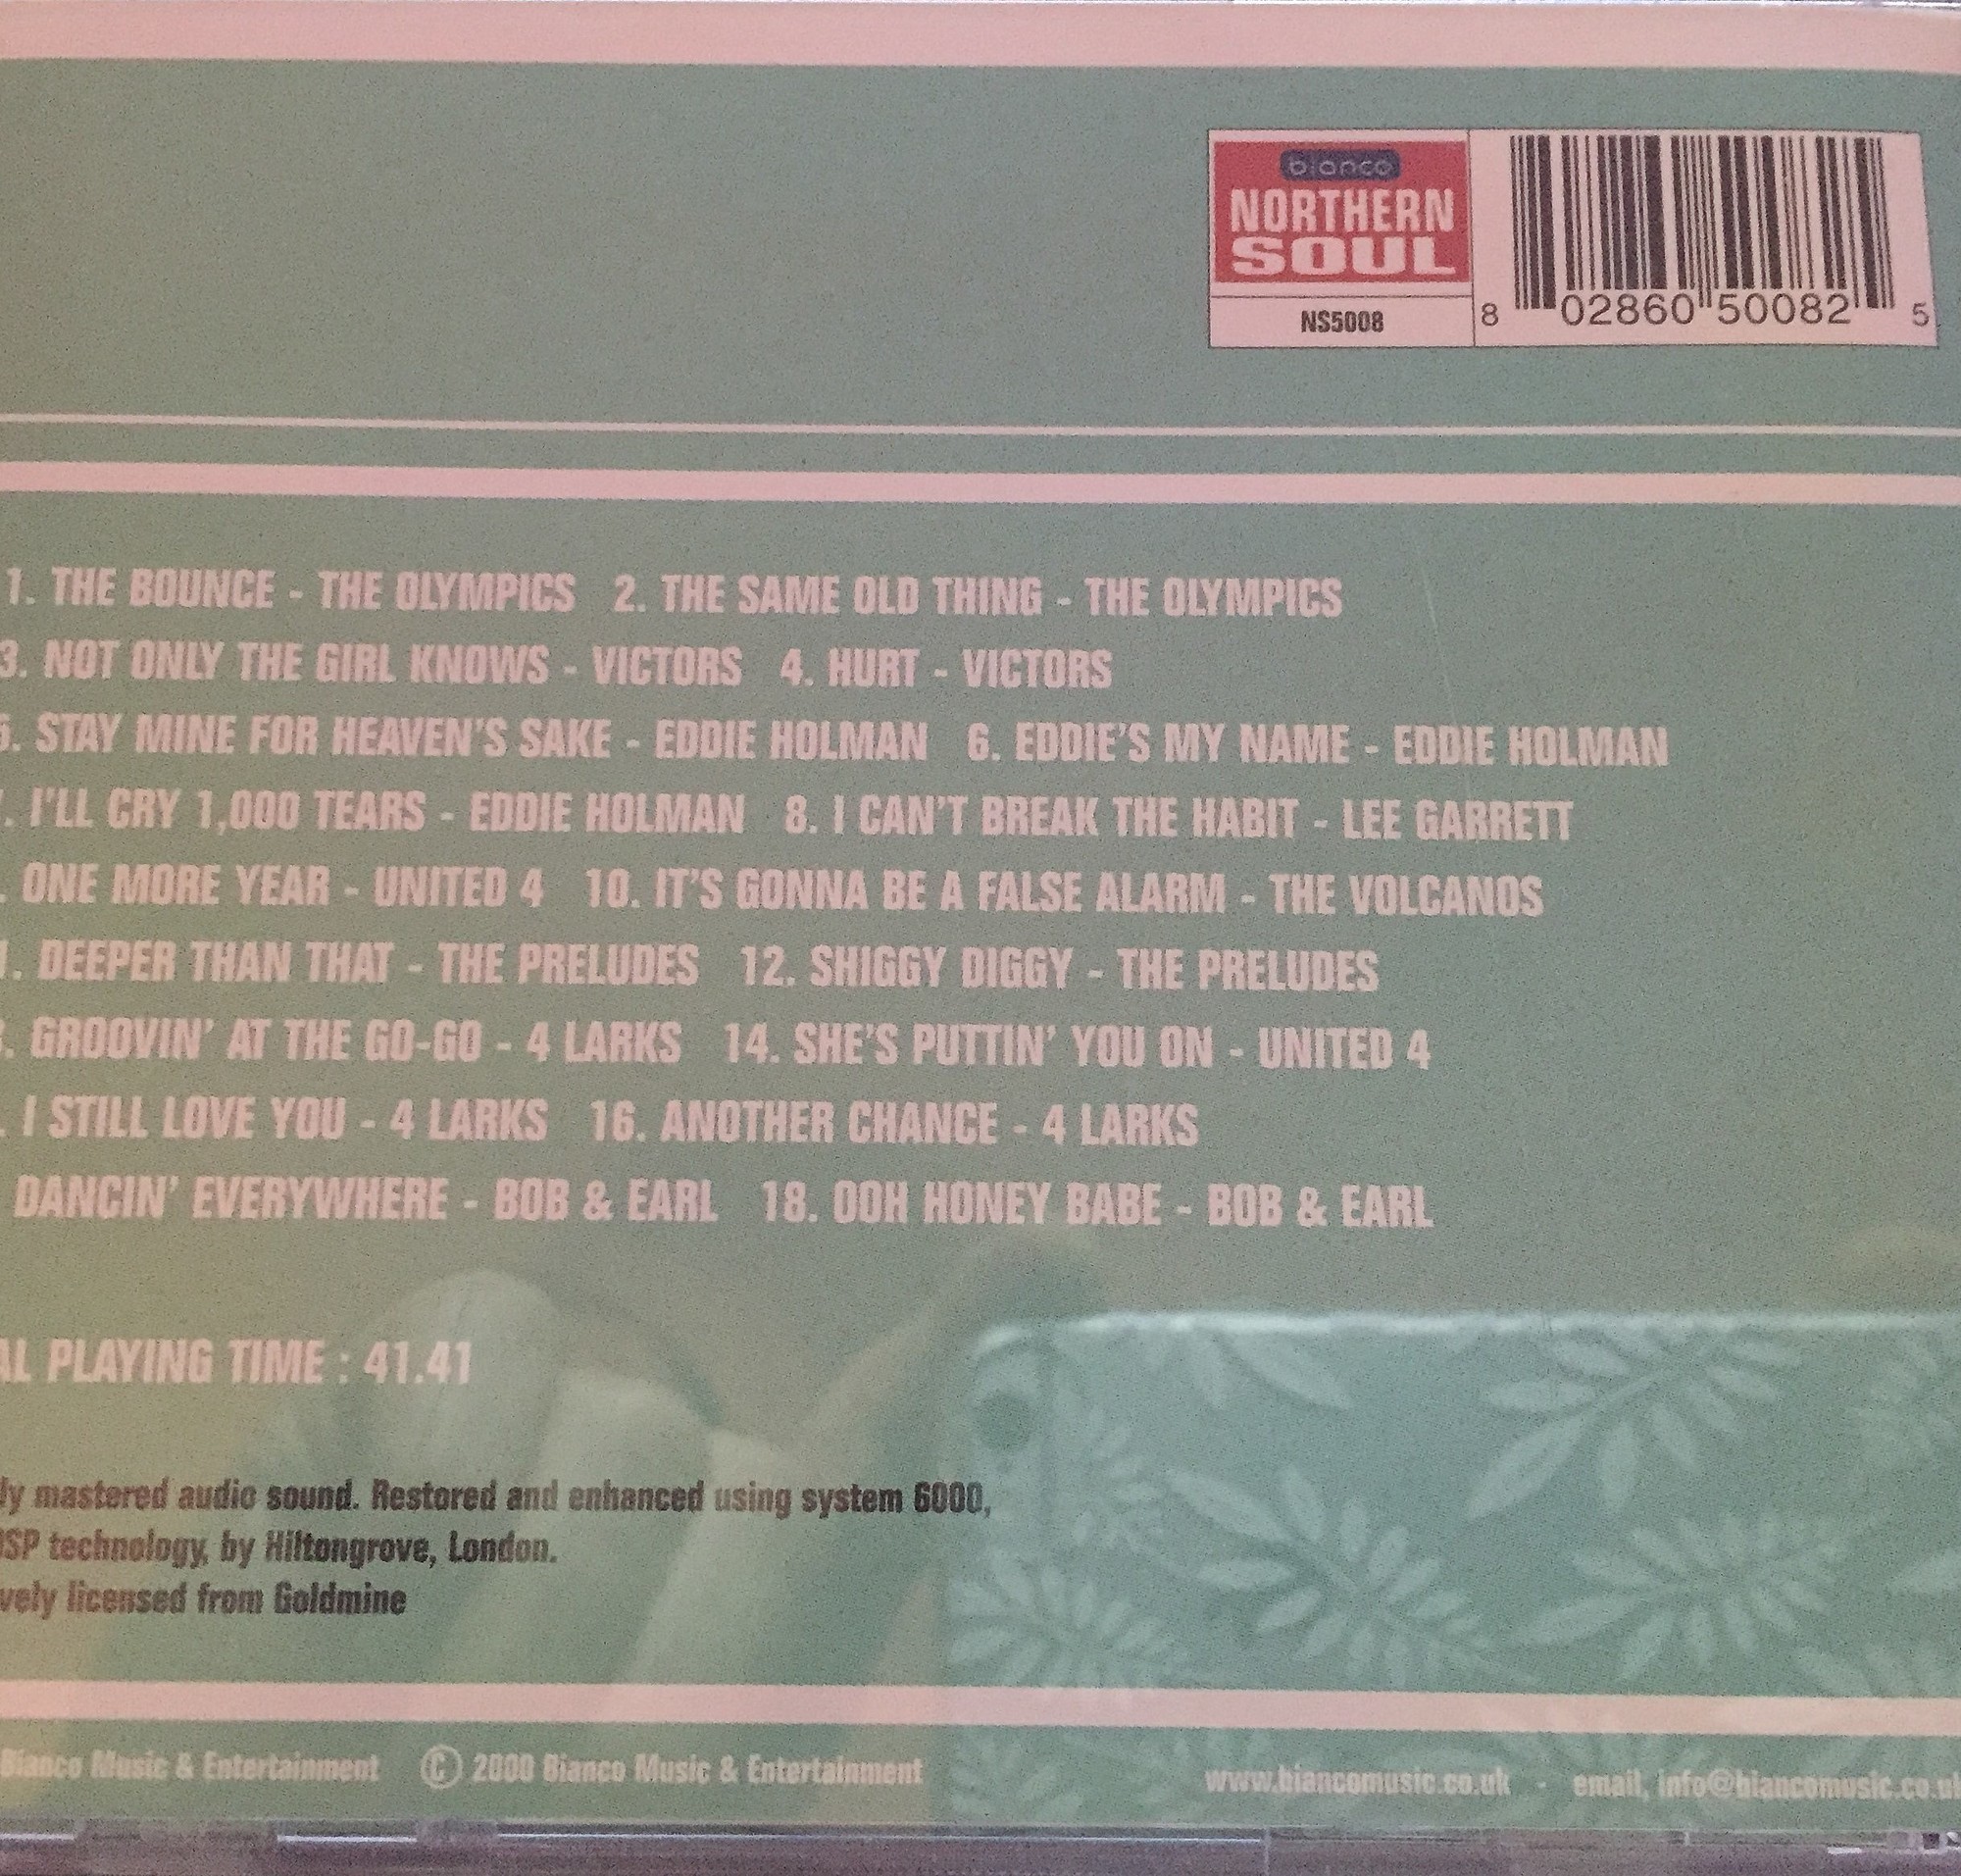 bianco
NORTHERN
SOUL
NS5008
8 02860 50082 5
1. THE BOUNCE - THE OLYMPICS 2. THE SAME OLD THING - THE OLYMPICS
3. NOT ONLY THE GIRL KNOWS - VICTORS 4. HURT - VICTORS
5. STAY MINE FOR HEAVEN'S SAKE - EDDIE HOLMAN 6. EDDIE'S MY NAME - EDDIE HOLMAN
. I'LL CRY 1,000 TEARS - EDDIE HOLMAN 8. I CAN'T BREAK THE HABIT - LEE GARRETT
. ONE MORE YEAR - UNITED 4 10. IT'S GONNA BE A FALSE ALARM - THE VOLCANOS
1. DEEPER THAN THAT - THE PRELUDES 12. SHIGGY DIGGY - THE PRELUDES
. GROOVIN' AT THE GO-GO - 4 LARKS 14. SHE'S PUTTIN' YOU ON - UNITED 4
. I STILL LOVE YOU - 4 LARKS 16. ANOTHER CHANCE - 4 LARKS
DANCIN' EVERYWHERE - BOB & EARL 18. OOH HONEY BABE - BOB & EARL
AL PLAYING TIME : 41.41
ly mastered audio sound. Restored and enhanced using system 6000,
DSP technology, by Hiltongrove, London.
vely licensed from Goldmine
Bianco Music & Entertainment © 2000 Bianco Music & Entertainment www.biancomusic.co.uk - email, info@biancomusic.co.uk